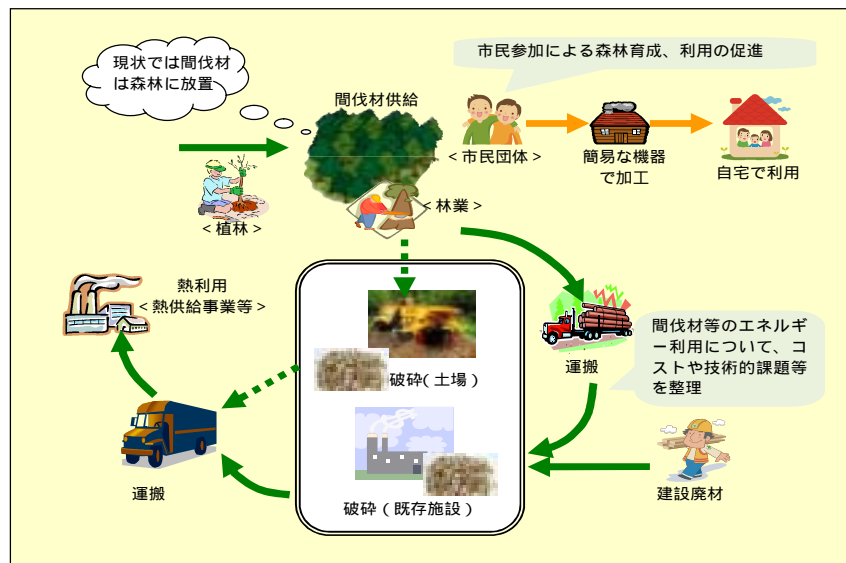 現状では間伐材
は森林に放置
市民参加による森林育成、利用の促進
間伐材供給
<市民団体>
簡易な機器
で加工
自宅で利用
<植林>
<林業>
熱利用
<熱供給事業等>
破砕(土場)
運搬
間伐材等のエネルギ
ー利用について、コ
ストや技術的課題等
を整理
運搬
破砕(既存施設)
建設廃材